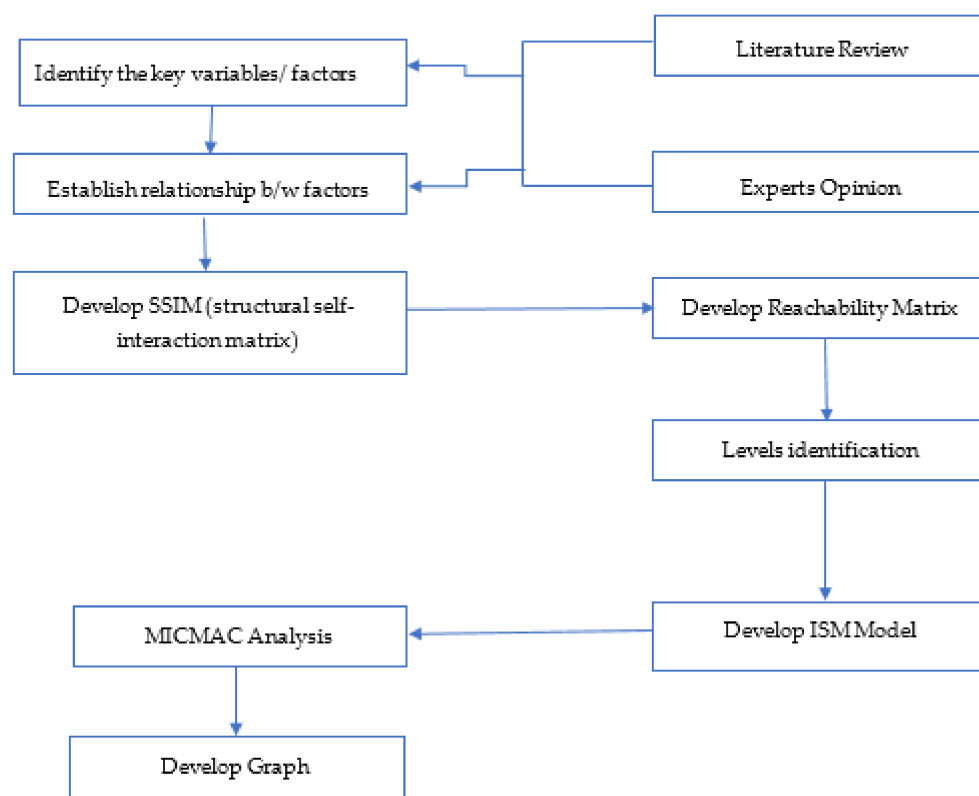 Literature Review
Identify the key variables/ factors
Establish relationship b/w factors
Experts Opinion
Develop SSIM (structural self-
interaction matrix)
Develop Reachability Matrix
Levels identification
Develop ISM Model
MICMAC Analysis
Develop Graph